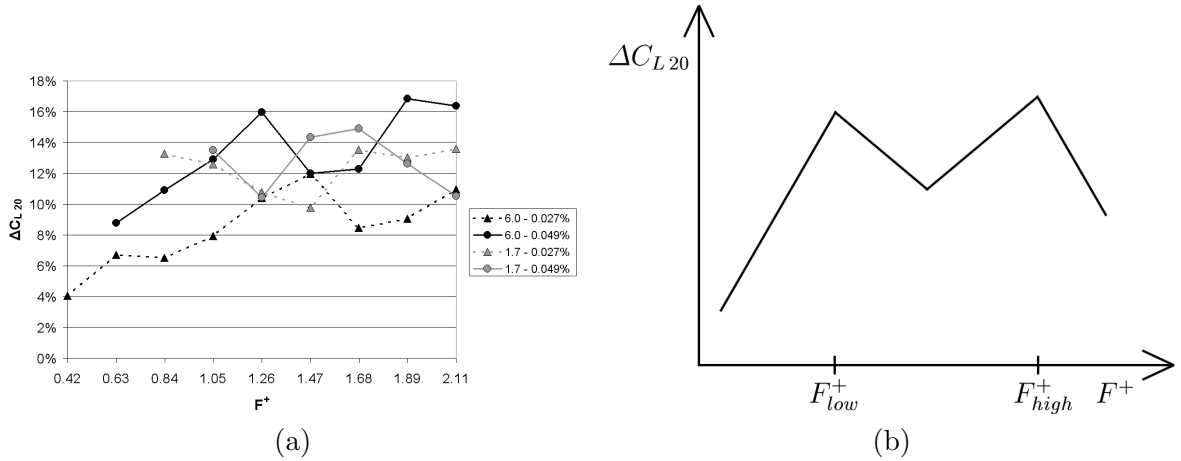 18%
16%
14%
12%
10%
8%
6%
4%
2%
0%
ΔC_{L 20}
0.42 0.63 0.84 1.05 1.26 1.47 1.68 1.89 2.11
F⁺
6.0 - 0.027%
6.0 - 0.049%
1.7 - 0.027%
1.7 - 0.049%
(a)
ΔC_{L 20}
F⁺_{low} F⁺_{high} F⁺
(b)